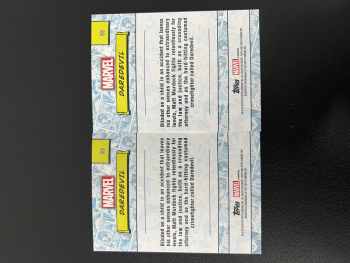 MARVEL
DAREDEVIL
Blinded as a child in an accident that leaves
his other senses enhanced to extraordinary
levels, Matt Murdock fights relentlessly for
the law and justice, both as a crusading
attorney and as the hard-hitting costumed
crimefighter called Daredevil.
Topps
MARVEL
MARVEL
DAREDEVIL
Blinded as a child in an accident that leaves
his other senses enhanced to extraordinary
levels, Matt Murdock fights relentlessly for
the law and justice, both as a crusading
attorney and as the hard-hitting costumed
crimefighter called Daredevil.
Topps
MARVEL